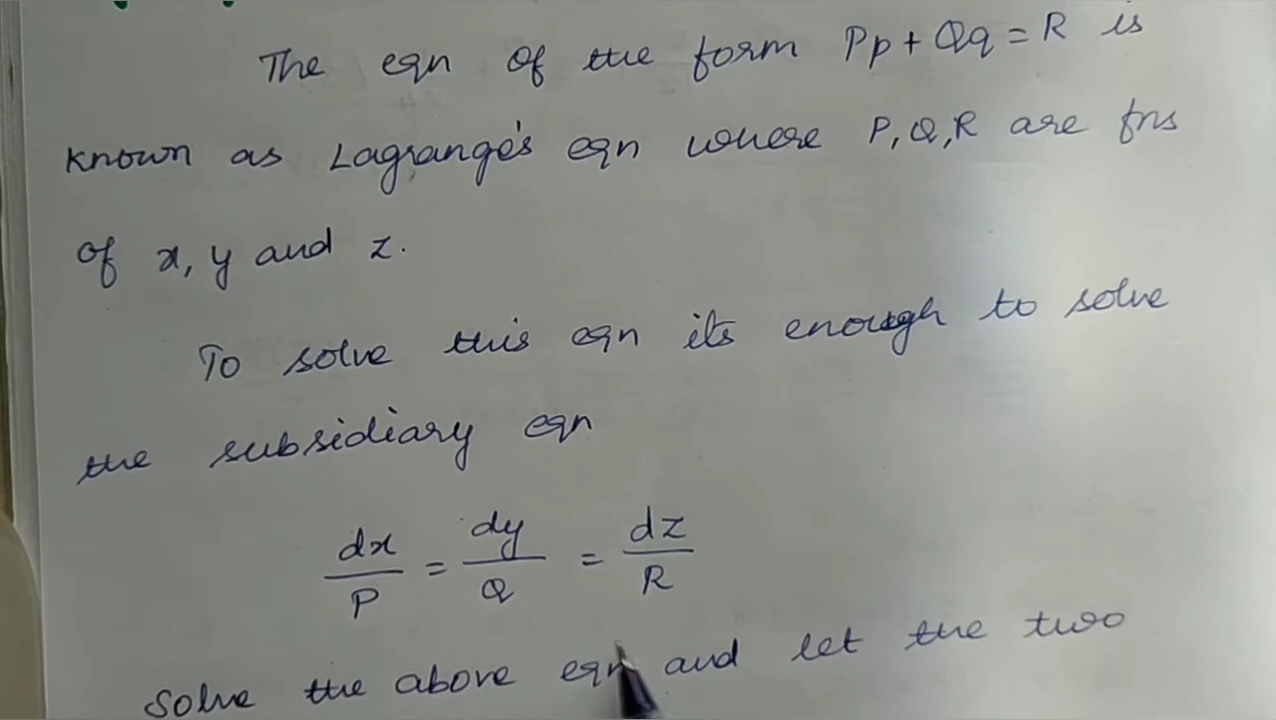 The eqn of the form Pp + Qq = R is
known as Lagrange's eqn where P, Q, R are fns
of x, y and z.
To solve this eqn its enough to solve
the subsidiary eqn
dx/P = dy/Q = dz/R
Solve the above eqn and let the two